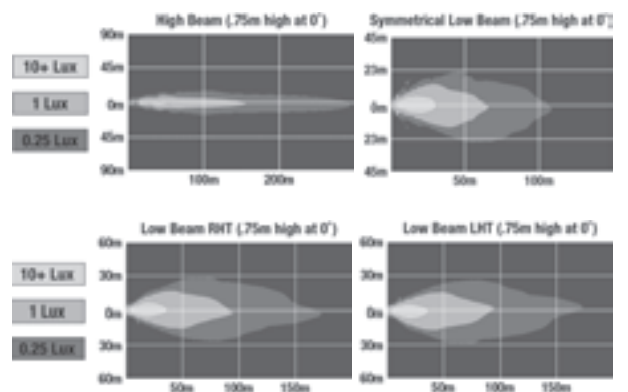 High Beam (.75m high at 0°)
90m
45m
0m
45m
90m
100m
200m
10+ Lux
1 Lux
0.25 Lux
Symmetrical Low Beam (.75m high at 0°)
45m
23m
0m
23m
45m
50m
100m
Low Beam RHT (.75m high at 0°)
60m
30m
0m
30m
60m
50m
100m
150m
10+ Lux
1 Lux
0.25 Lux
Low Beam LHT (.75m high at 0°)
60m
30m
0m
30m
60m
50m
100m
150m